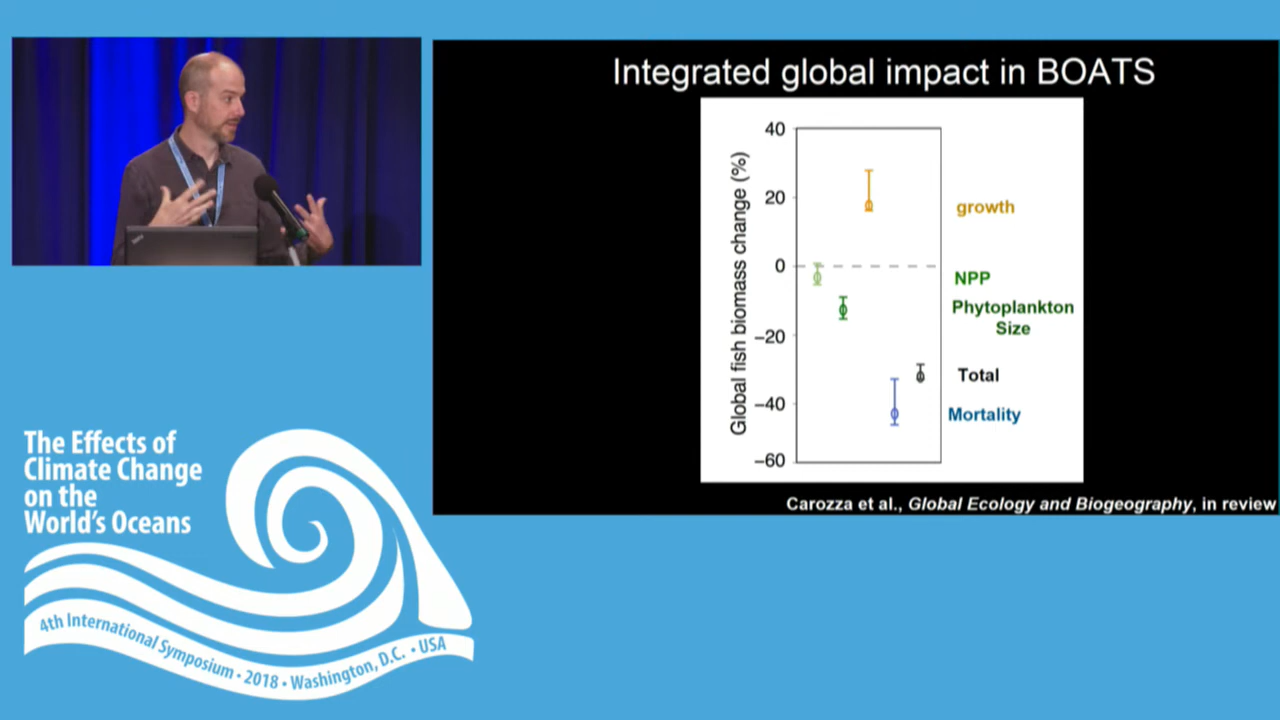 Integrated global impact in BOATS
Global fish biomass change (%)
40
20
0
−20
−40
−60
growth
NPP
Phytoplankton
Size
Total
Mortality
Carozza et al., Global Ecology and Biogeography, in review
The Effects of
Climate Change
on the
World's Oceans
4th International Symposium • 2018 • Washington, D.C. • USA